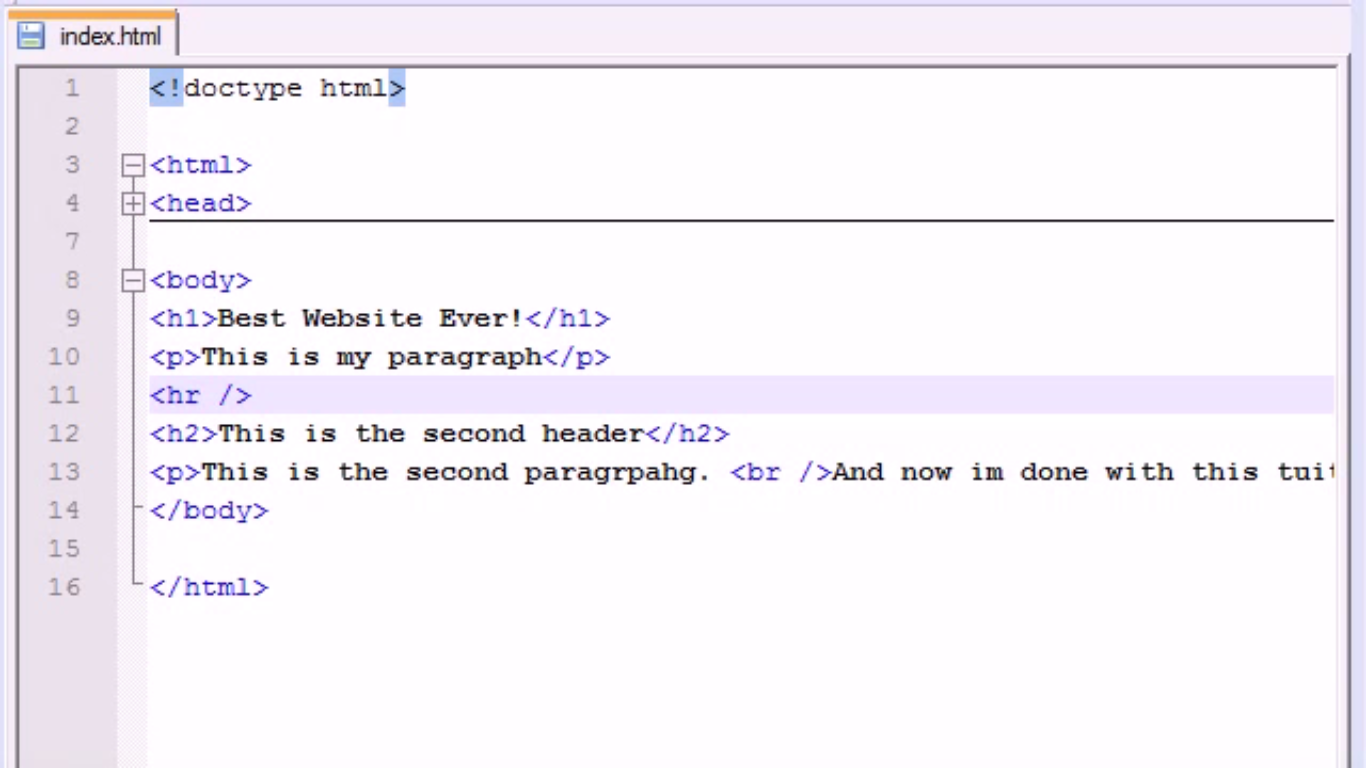 index.html
1 <!doctype html>
2
3 <html>
4 <head>
7
8 <body>
9 <h1>Best Website Ever!</h1>
10 <p>This is my paragraph</p>
11 <hr />
12 <h2>This is the second header</h2>
13 <p>This is the second paragrpahg. <br />And now im done with this tuit
14 </body>
15
16 </html>